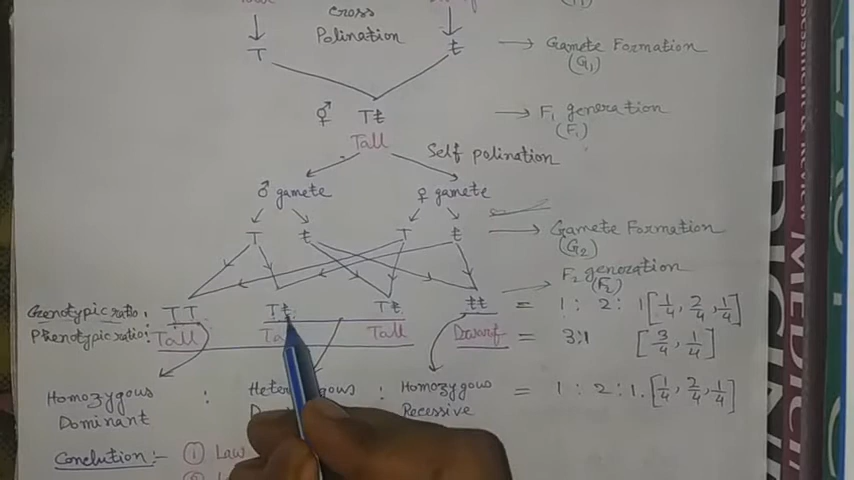 Cross
Polination
T t → Gamete Formation
(G₁)
⚥ Tt → F₁ generation
(F₁)
Tall
Self polination
♂ gamete ♀ gamete
T t T t → Gamete Formation
(G₂)
F₂ generation
(F₂)
Genotypic ratio: TT Tt Tt tt = 1 : 2 : 1 [1/4, 2/4, 1/4]
Phenotypic ratio: Tall Tall Dwarf = 3:1 [3/4, 1/4]
Homozygous : : Homozygous = 1 : 2 : 1. [1/4, 2/4, 1/4]
Dominant Recessive
Conclution:- ① Law
MEDICIN